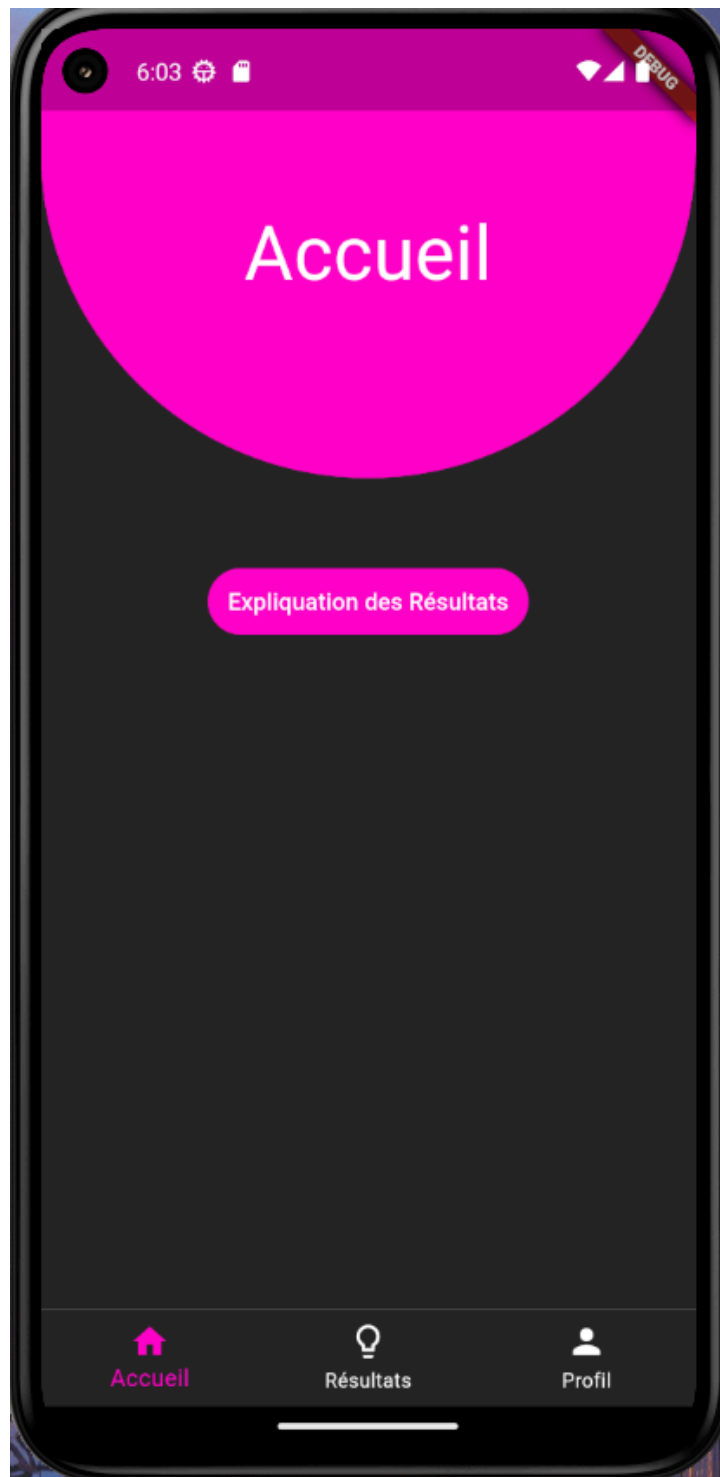 6:03
DEBUG
Accueil
Expliquation des Résultats
Accueil
Résultats
Profil